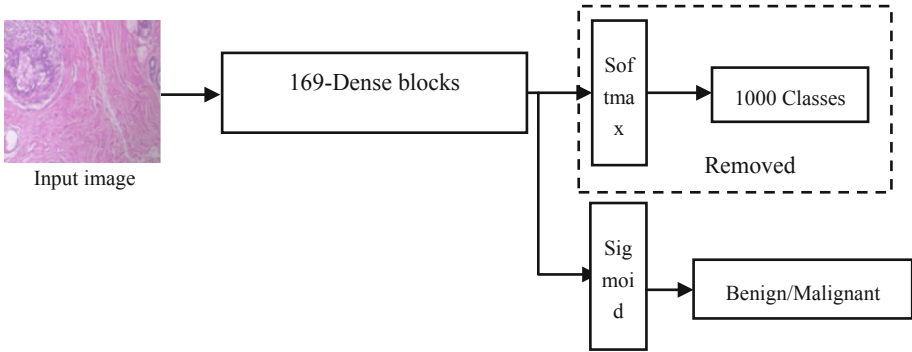 Input image
169-Dense blocks
Sof
tma
x
1000 Classes
Removed
Sig
moi
d
Benign/Malignant